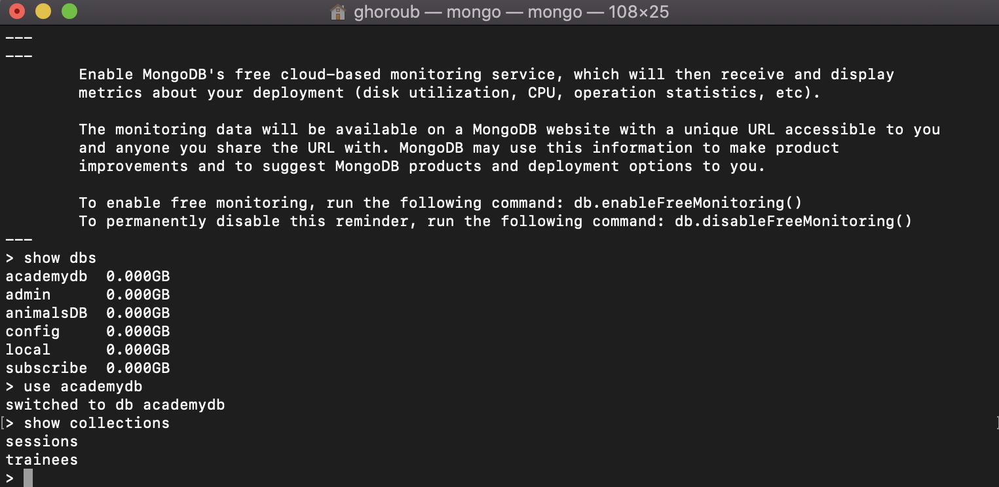 ghoroub — mongo — mongo — 108×25
---
---
Enable MongoDB's free cloud-based monitoring service, which will then receive and display
metrics about your deployment (disk utilization, CPU, operation statistics, etc).
The monitoring data will be available on a MongoDB website with a unique URL accessible to you
and anyone you share the URL with. MongoDB may use this information to make product
improvements and to suggest MongoDB products and deployment options to you.
To enable free monitoring, run the following command: db.enableFreeMonitoring()
To permanently disable this reminder, run the following command: db.disableFreeMonitoring()
---
> show dbs
academydb  0.000GB
admin      0.000GB
animalsDB  0.000GB
config     0.000GB
local      0.000GB
subscribe  0.000GB
> use academydb
switched to db academydb
[> show collections ]
sessions
trainees
>